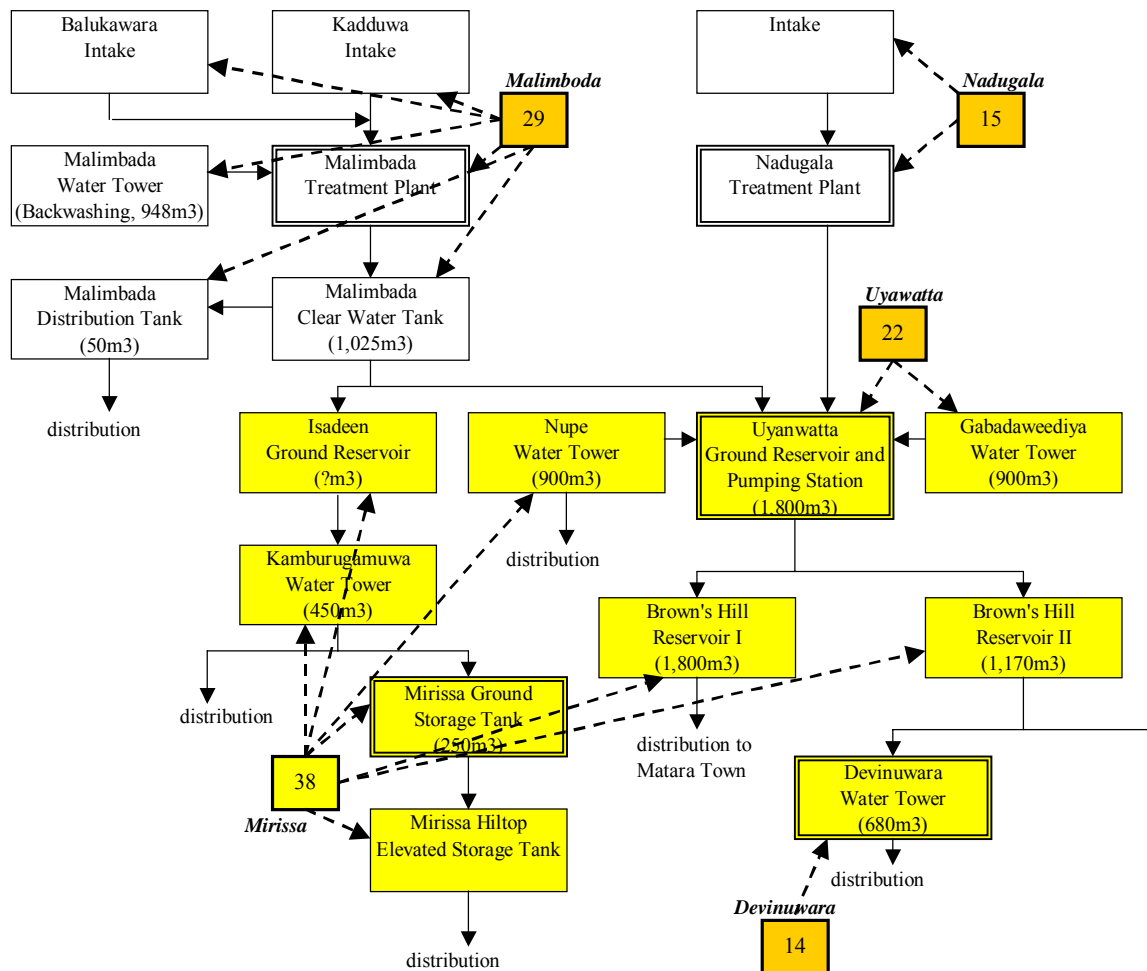 Balukawara
Intake
Kadduwa
Intake
Intake
Malimboda
29
Nadugala
15
Malimbada
Water Tower
(Backwashing, 948m3)
Malimbada
Treatment Plant
Nadugala
Treatment Plant
Malimbada
Distribution Tank
(50m3)
Malimbada
Clear Water Tank
(1,025m3)
Uyawatta
22
distribution
Isadeen
Ground Reservoir
(?m3)
Nupe
Water Tower
(900m3)
Uyanwatta
Ground Reservoir and
Pumping Station
(1,800m3)
Gabadaweediya
Water Tower
(900m3)
distribution
Kamburugamuwa
Water Tower
(450m3)
Brown's Hill
Reservoir I
(1,800m3)
Brown's Hill
Reservoir II
(1,170m3)
distribution
Mirissa Ground
Storage Tank
(250m3)
distribution to
Matara Town
38
Mirissa
Devinuwara
Water Tower
(680m3)
Mirissa Hiltop
Elevated Storage Tank
distribution
Devinuwara
14
distribution